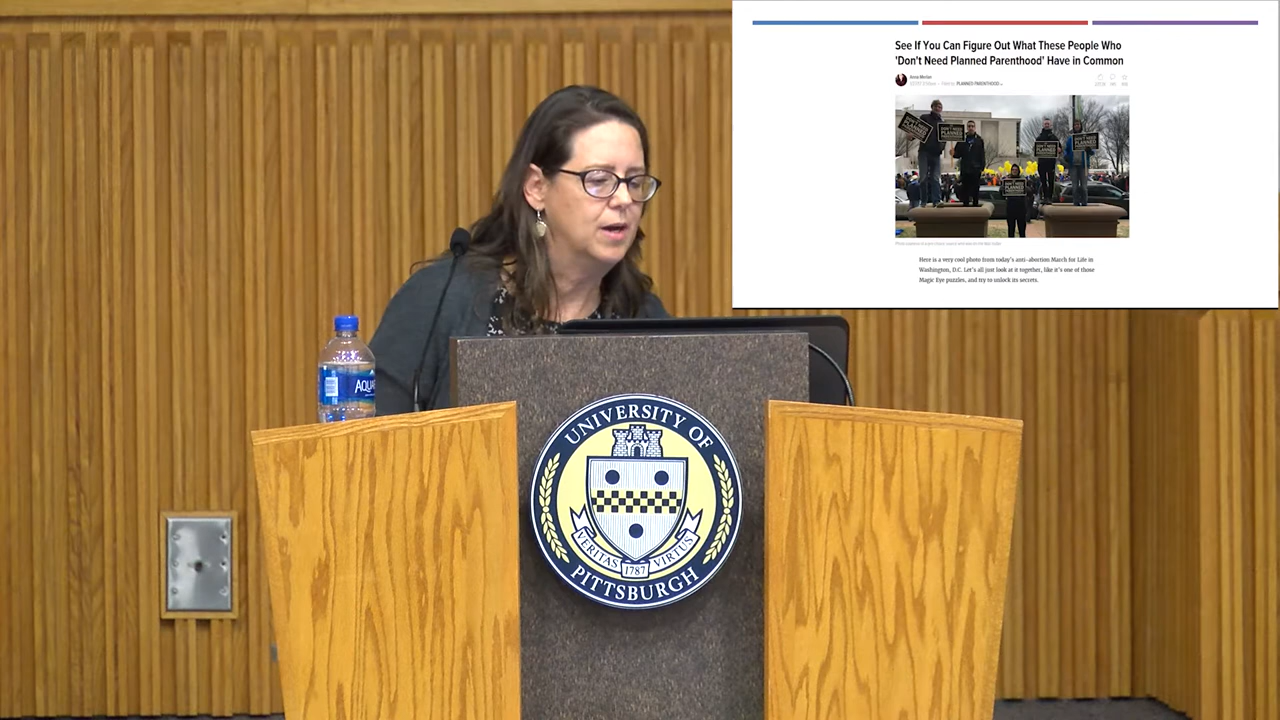 See If You Can Figure Out What These People Who
'Don't Need Planned Parenthood' Have in Common
Anna Merlan
PLANNED PARENTHOOD
Here is a very cool photo from today's anti-abortion March for Life in
Washington, D.C. Let's all just look at it together, like it's one of those
Magic Eye puzzles, and try to unlock its secrets.
AQUA
UNIVERSITY OF
VERITAS VIRTUS
1787
PITTSBURGH